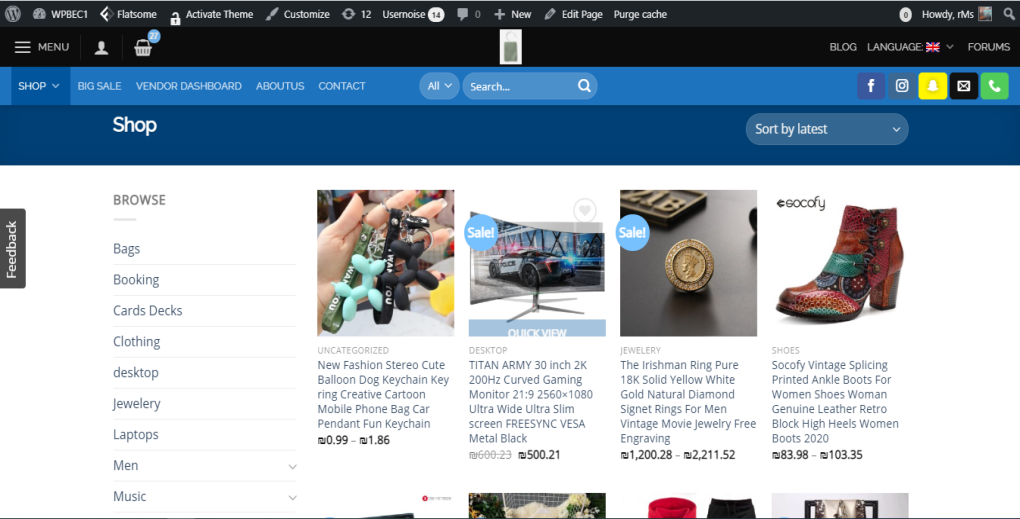 WPBEC1 Flatsome Activate Theme Customize 12 Usernoise 14 0 New Edit Page Purge cache 0 Howdy, rMs
MENU 27 BLOG LANGUAGE: FORUMS
SHOP BIG SALE VENDOR DASHBOARD ABOUTUS CONTACT All Search...
Shop
Sort by latest
Feedback
BROWSE
Bags
Booking
Cards Decks
Clothing
desktop
Jewelery
Laptops
Men
Music
UNCATEGORIZED
New Fashion Stereo Cute
Balloon Dog Keychain Key
ring Creative Cartoon
Mobile Phone Bag Car
Pendant Fun Keychain
₪0.99 – ₪1.86
Sale!
POLICE
QUICK VIEW
DESKTOP
TITAN ARMY 30 inch 2K
200Hz Curved Gaming
Monitor 21:9 2560×1080
Ultra Wide Ultra Slim
screen FREESYNC VESA
Metal Black
₪600.23 ₪500.21
Sale!
JEWELERY
The Irishman Ring Pure
18K Solid Yellow White
Gold Natural Diamond
Signet Rings For Men
Vintage Movie Jewelry Free
Engraving
₪1,200.28 – ₪2,211.52
socofy
SHOES
Socofy Vintage Splicing
Printed Ankle Boots For
Women Shoes Woman
Genuine Leather Retro
Block High Heels Women
Boots 2020
₪83.98 – ₪103.35